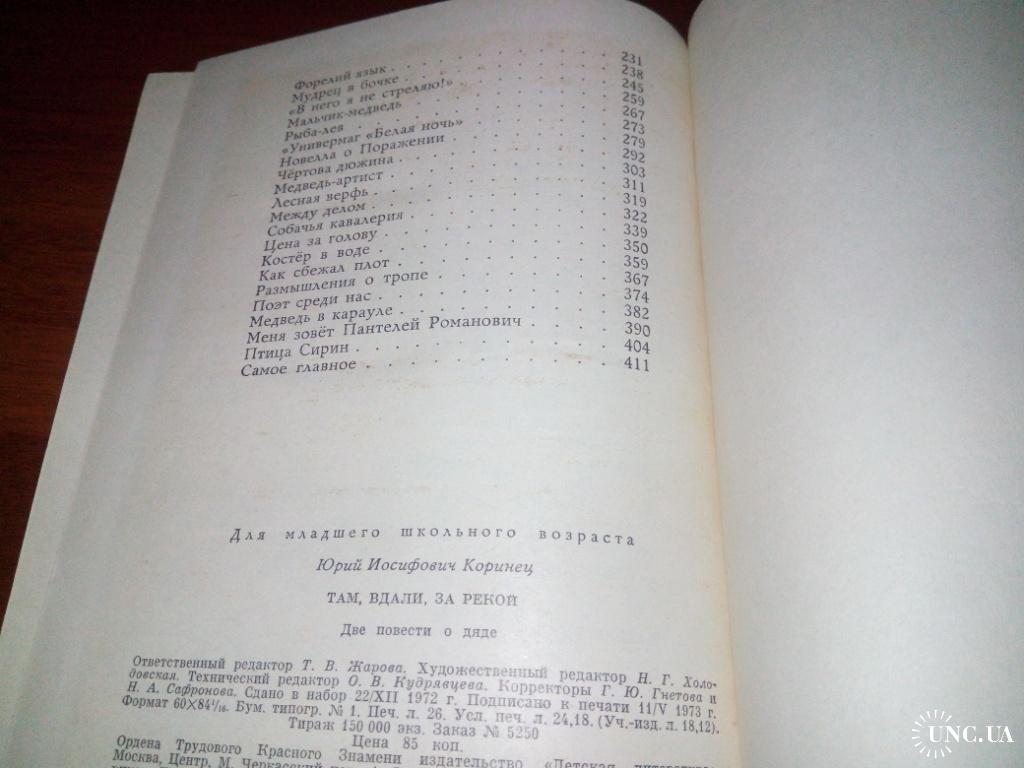 Форелий язык . . . . . . . . 231
Мудрец в бочке . . . . . . . . 238
«В него я не стреляю!» . . . . . . 245
Мальчик-медведь . . . . . . . 259
Рыба-лев . . . . . . . . . 267
«Универмаг «Белая ночь» . . . . . . 273
Новелла о Поражении . . . . . . 279
Чёртова дюжина . . . . . . . 292
Медведь-артист . . . . . . . . 303
Лесная верфь . . . . . . . . 311
Между делом . . . . . . . . 319
Собачья кавалерия . . . . . . . 322
Цена за голову . . . . . . . . 339
Костёр в воде . . . . . . . . 350
Как сбежал плот . . . . . . . . 359
Размышления о тропе . . . . . . . 367
Поэт среди нас . . . . . . . . 374
Медведь в карауле . . . . . . . 382
Меня зовёт Пантелей Романович . . . . 390
Птица Сирин . . . . . . . . . 404
Самое главное . . . . . . . . . 411
Для младшего школьного возраста
Юрий Иосифович Коринец
ТАМ, ВДАЛИ, ЗА РЕКОЙ
Две повести о дяде
Ответственный редактор Т. В. Жарова. Художественный редактор Н. Г. Холо-
довская. Технический редактор О. В. Кудрявцева. Корректоры Г. Ю. Гнетова и
Н. А. Сафронова. Сдано в набор 22/XII 1972 г. Подписано к печати 11/V 1973 г.
Формат 60×84¹/₁₆. Бум. типогр. № 1. Печ. л. 26. Усл. печ. л. 24,18. (Уч.-изд. л. 18,12).
Тираж 150 000 экз. Заказ № 5250
Цена 85 коп.
Ордена Трудового Красного Знамени издательство «Детская литература»
Москва, Центр, М. Черкасский
UNC.UA